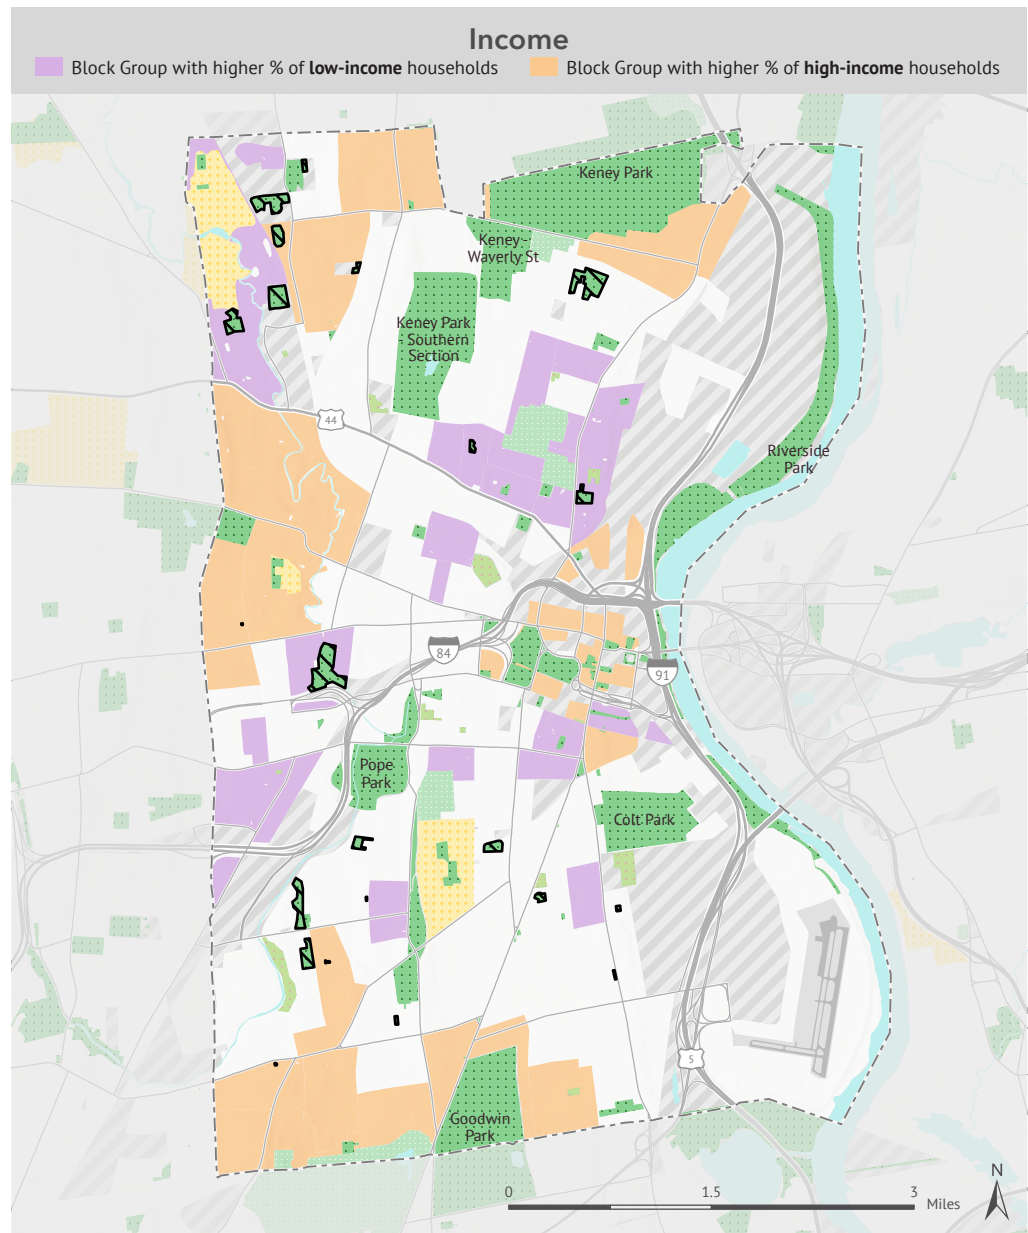 Income
Block Group with higher % of low-income households
Block Group with higher % of high-income households
Keney Park
Keney-
Waverly St
Keney Park
- Southern
Section
44
Riverside
Park
84
91
Pope
Park
Colt Park
5
Goodwin
Park
N
0 1.5 3
Miles